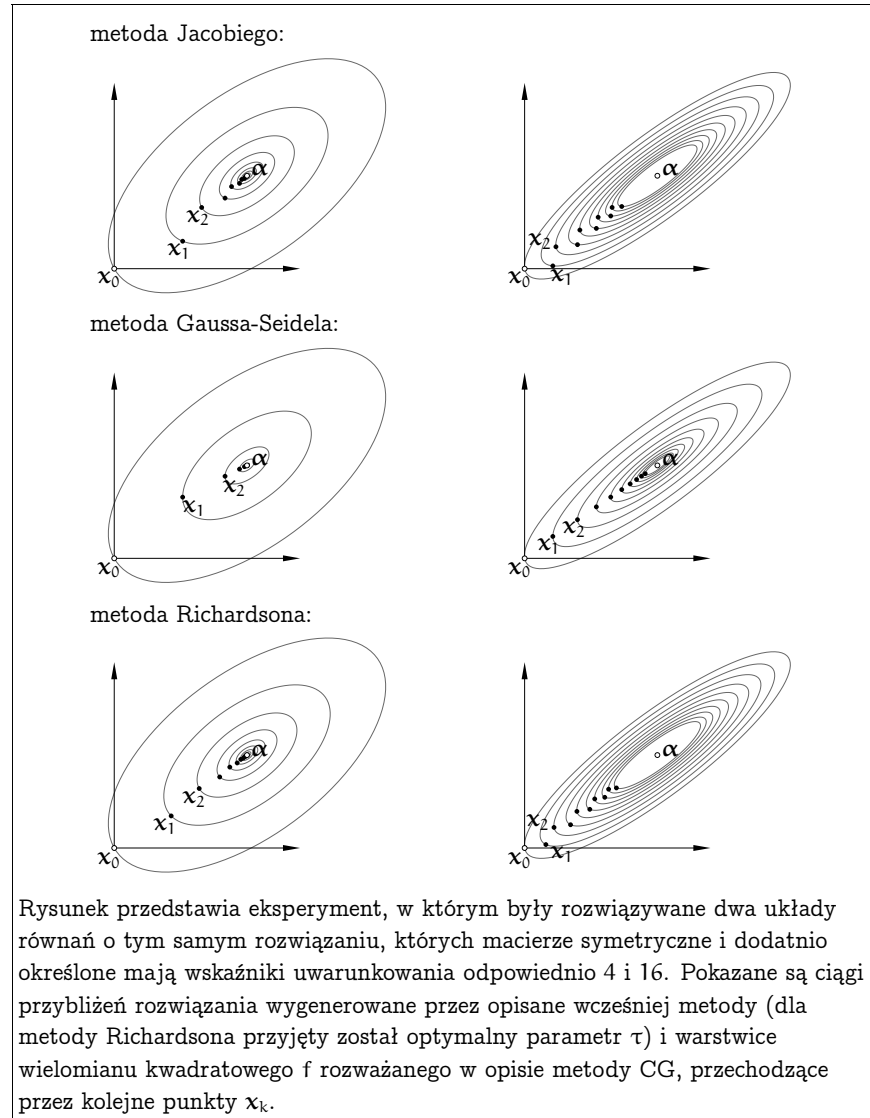 metoda Jacobiego:
α
x₂
x₁
x₀
α
x₂
x₁
x₀
metoda Gaussa-Seidela:
α
x₂
x₁
x₀
α
x₂
x₁
x₀
metoda Richardsona:
α
x₂
x₁
x₀
α
x₂
x₁
x₀
Rysunek przedstawia eksperyment, w którym były rozwiązywane dwa układy
równań o tym samym rozwiązaniu, których macierze symetryczne i dodatnio
określone mają wskaźniki uwarunkowania odpowiednio 4 i 16. Pokazane są ciągi
przybliżeń rozwiązania wygenerowane przez opisane wcześniej metody (dla
metody Richardsona przyjęty został optymalny parametr τ) i warstwice
wielomianu kwadratowego f rozważanego w opisie metody CG, przechodzące
przez kolejne punkty xₖ.